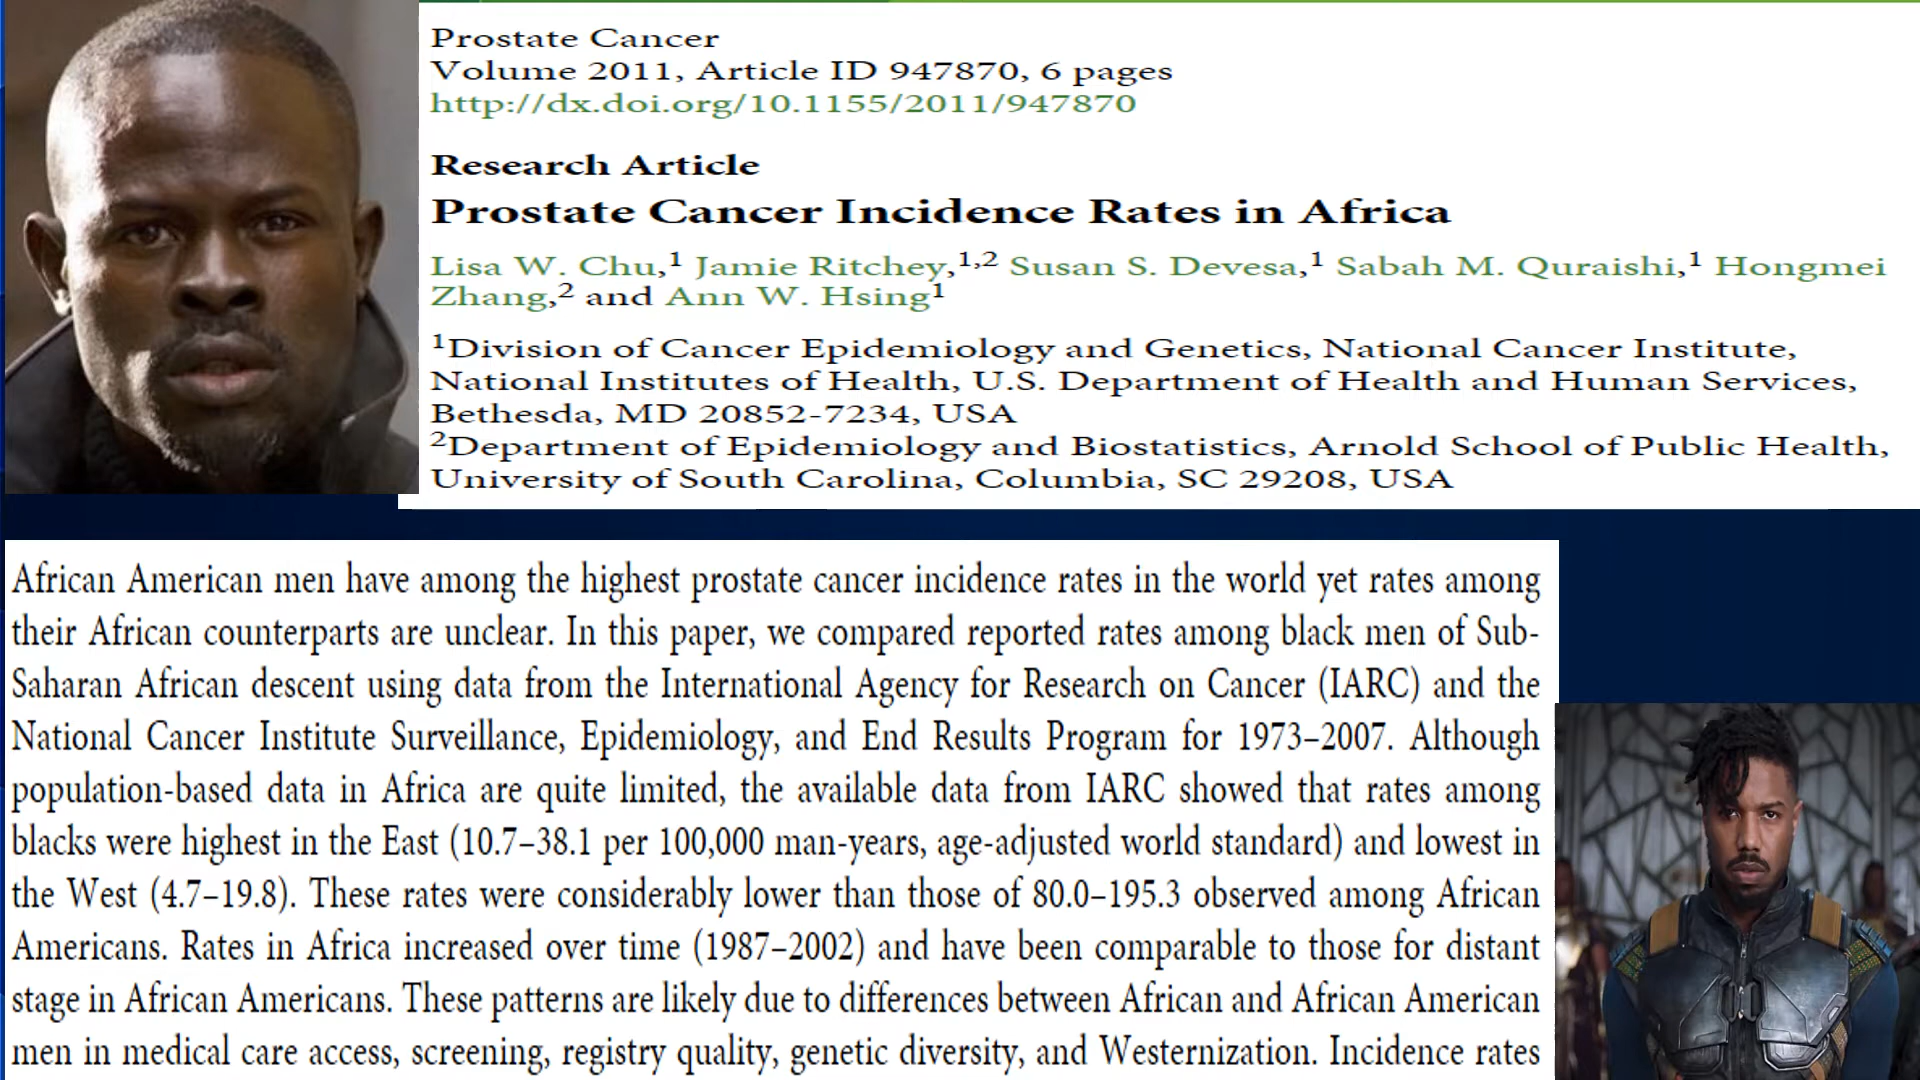 Prostate Cancer
Volume 2011, Article ID 947870, 6 pages
http://dx.doi.org/10.1155/2011/947870
Research Article
Prostate Cancer Incidence Rates in Africa
Lisa W. Chu,¹ Jamie Ritchey,¹,² Susan S. Devesa,¹ Sabah M. Quraishi,¹ Hongmei
Zhang,² and Ann W. Hsing¹
¹Division of Cancer Epidemiology and Genetics, National Cancer Institute,
National Institutes of Health, U.S. Department of Health and Human Services,
Bethesda, MD 20852-7234, USA
²Department of Epidemiology and Biostatistics, Arnold School of Public Health,
University of South Carolina, Columbia, SC 29208, USA
African American men have among the highest prostate cancer incidence rates in the world yet rates among
their African counterparts are unclear. In this paper, we compared reported rates among black men of Sub-
Saharan African descent using data from the International Agency for Research on Cancer (IARC) and the
National Cancer Institute Surveillance, Epidemiology, and End Results Program for 1973–2007. Although
population-based data in Africa are quite limited, the available data from IARC showed that rates among
blacks were highest in the East (10.7–38.1 per 100,000 man-years, age-adjusted world standard) and lowest in
the West (4.7–19.8). These rates were considerably lower than those of 80.0–195.3 observed among African
Americans. Rates in Africa increased over time (1987–2002) and have been comparable to those for distant
stage in African Americans. These patterns are likely due to differences between African and African American
men in medical care access, screening, registry quality, genetic diversity, and Westernization. Incidence rates